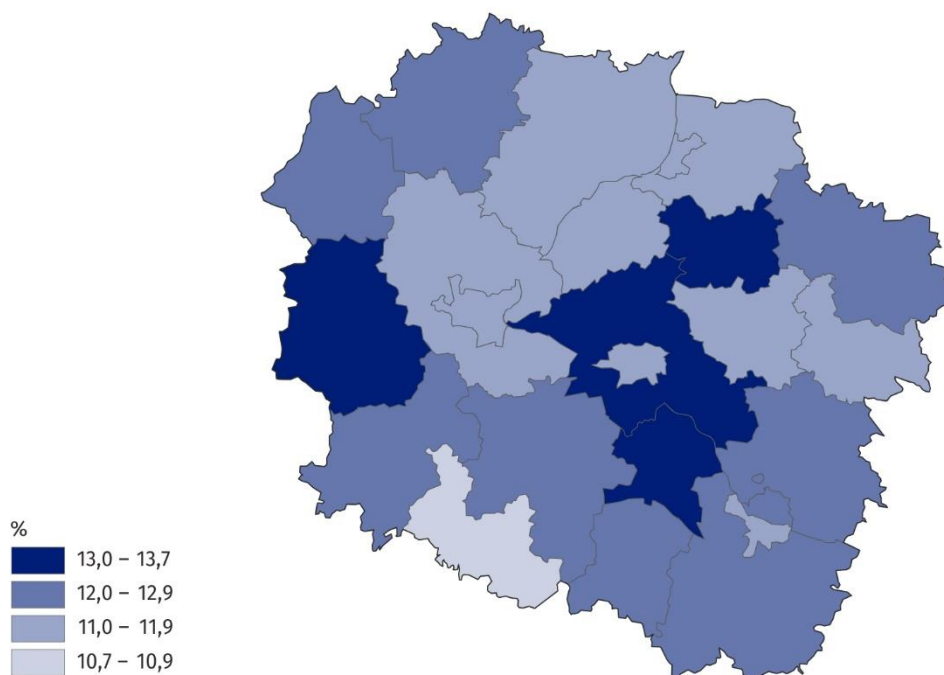 %
13,0 – 13,7
12,0 – 12,9
11,0 – 11,9
10,7 – 10,9